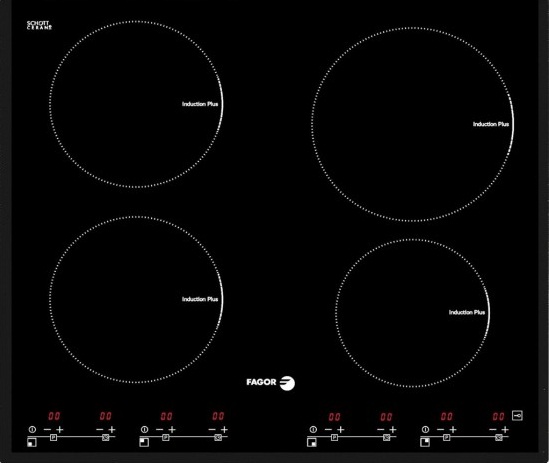 SCHOTT
CERAN®
Induction Plus
Induction Plus
Induction Plus
Induction Plus
FAGOR
00 00 00 00 00 00 00 00
− + − + − + − +
P P P P